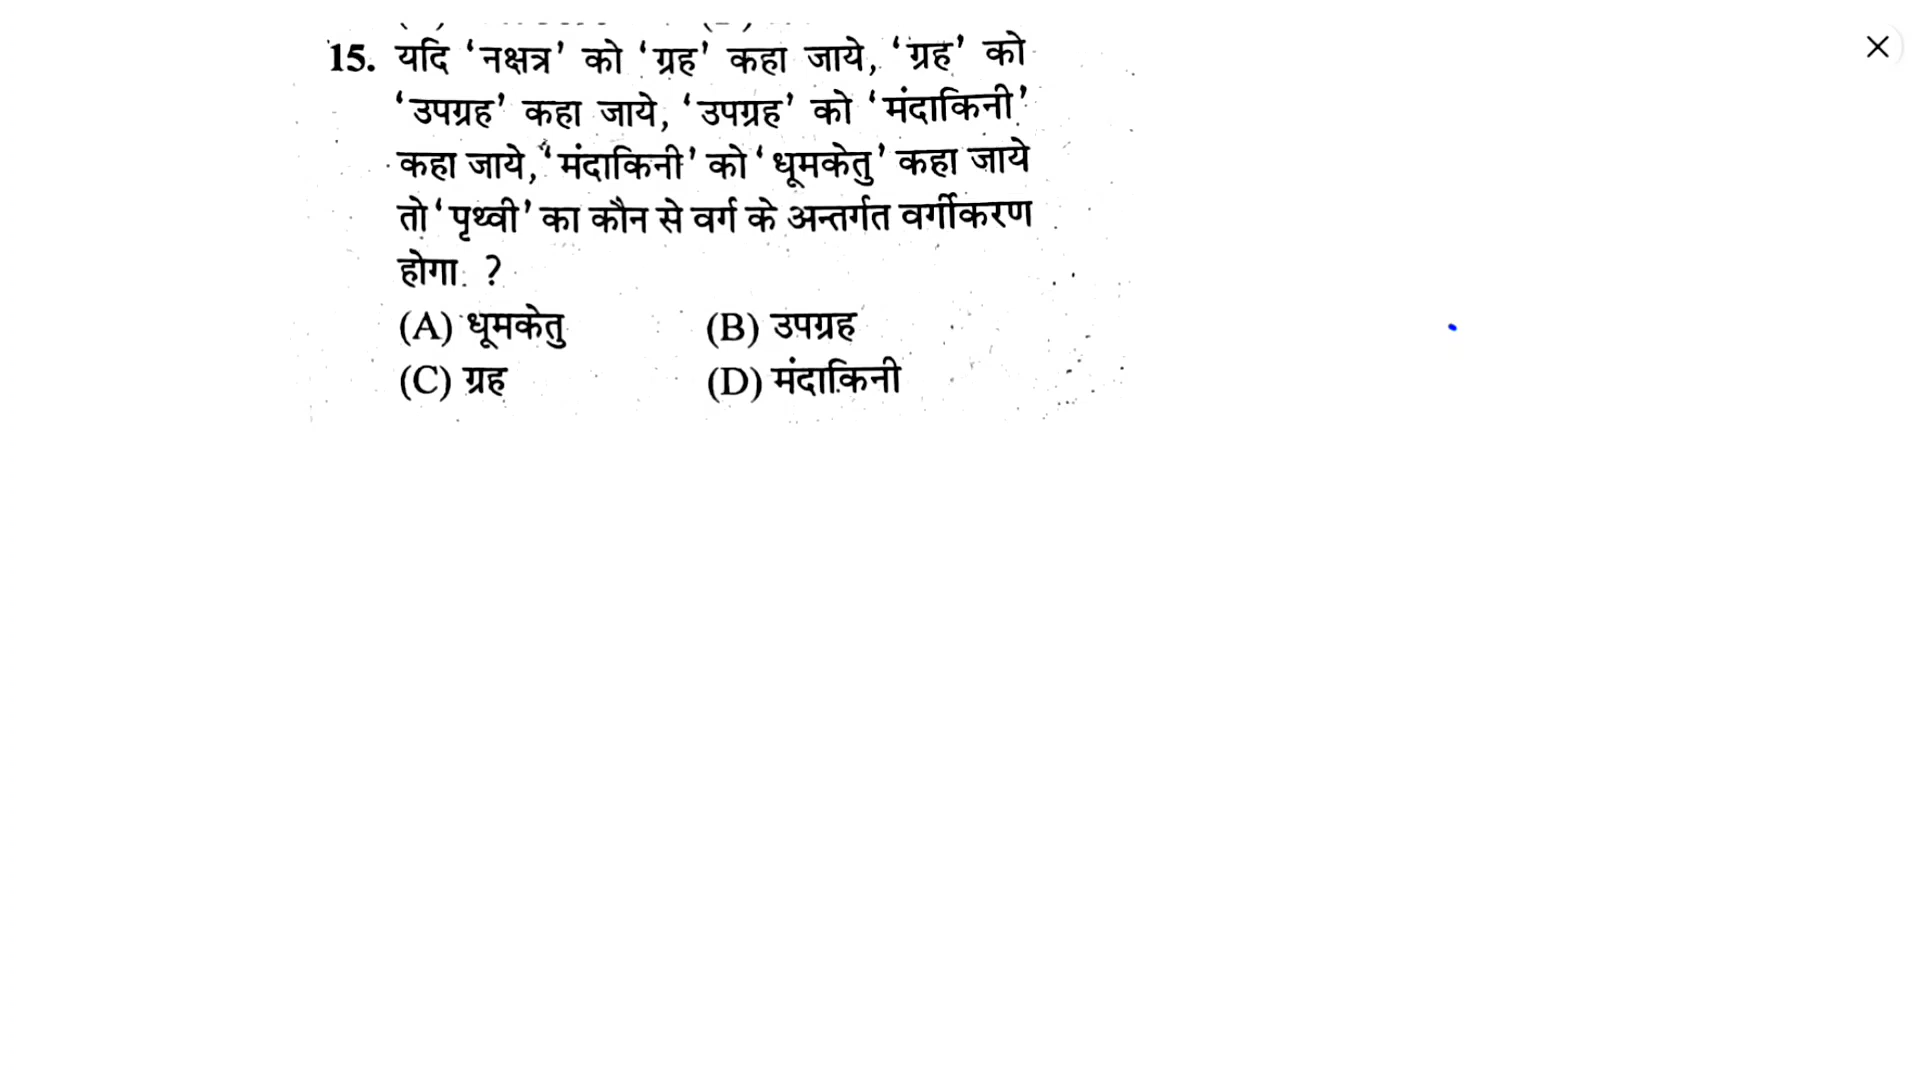 15. यदि ‘नक्षत्र’ को ‘ग्रह’ कहा जाये, ‘ग्रह’ को
‘उपग्रह’ कहा जाये, ‘उपग्रह’ को ‘मंदाकिनी’
कहा जाये, ‘मंदाकिनी’ को ‘धूमकेतु’ कहा जाये
तो ‘पृथ्वी’ का कौन से वर्ग के अन्तर्गत वर्गीकरण
होगा ?
(A) धूमकेतु (B) उपग्रह
(C) ग्रह (D) मंदाकिनी